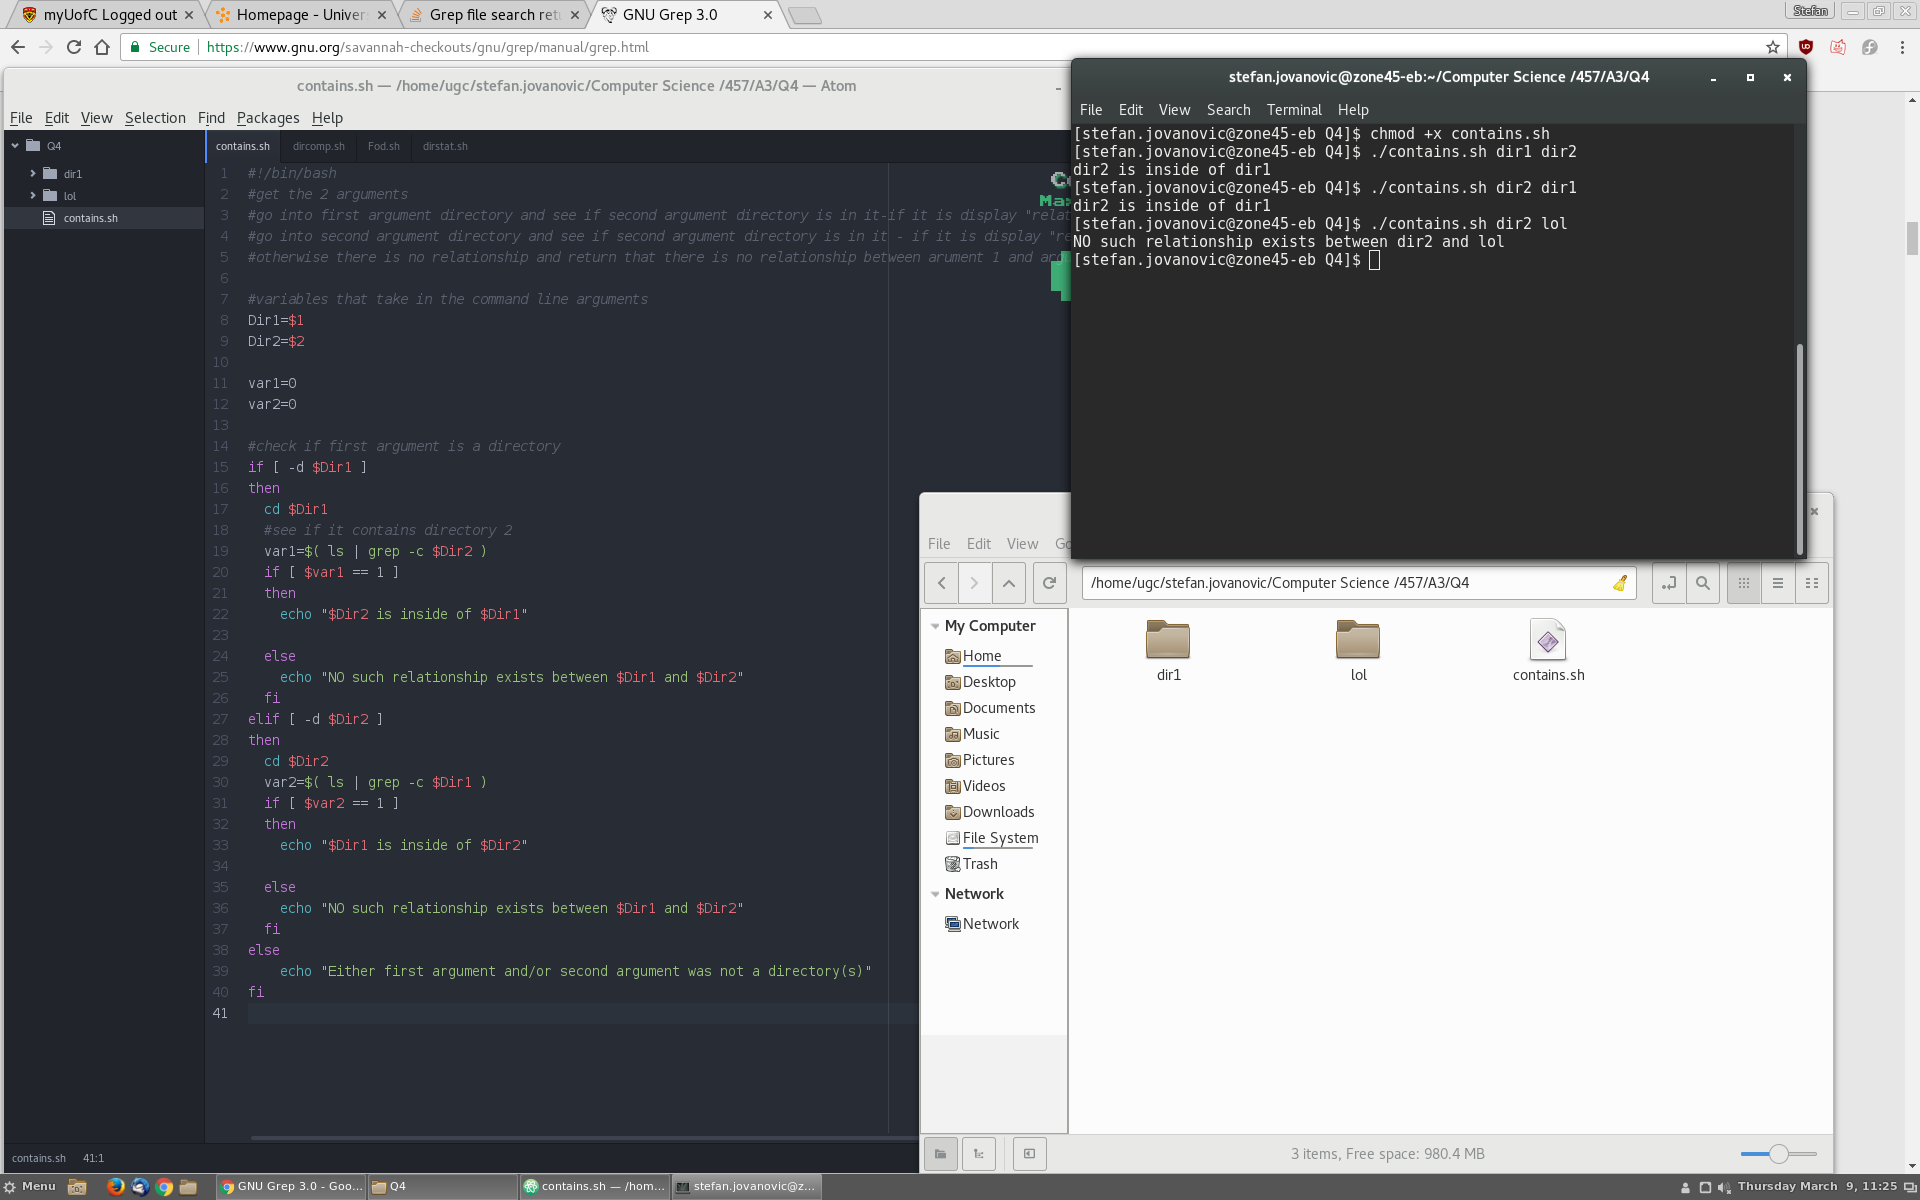 myUofC Logged out
Homepage - Univer
Grep file search ret
GNU Grep 3.0
Stefan
Secure
https://www.gnu.org/savannah-checkouts/gnu/grep/manual/grep.html
contains.sh — /home/ugc/stefan.jovanovic/Computer Science /457/A3/Q4 — Atom
File Edit View Selection Find Packages Help
Q4
dir1
lol
contains.sh
contains.sh dircomp.sh Fod.sh dirstat.sh
1 #!/bin/bash
2 #get the 2 arguments
3 #go into first argument directory and see if second argument directory is in it-if it is display "relat
4 #go into second argument directory and see if second argument directory is in it - if it is display "re
5 #otherwise there is no relationship and return that there is no relationship between arument 1 and
6
7 #variables that take in the command line arguments
8 Dir1=$1
9 Dir2=$2
10
11 var1=0
12 var2=0
13
14 #check if first argument is a directory
15 if [ -d $Dir1 ]
16 then
17 cd $Dir1
18 #see if it contains directory 2
19 var1=$( ls | grep -c $Dir2 )
20 if [ $var1 == 1 ]
21 then
22 echo "$Dir2 is inside of $Dir1"
23
24 else
25 echo "NO such relationship exists between $Dir1 and $Dir2"
26 fi
27 elif [ -d $Dir2 ]
28 then
29 cd $Dir2
30 var2=$( ls | grep -c $Dir1 )
31 if [ $var2 == 1 ]
32 then
33 echo "$Dir1 is inside of $Dir2"
34
35 else
36 echo "NO such relationship exists between $Dir1 and $Dir2"
37 fi
38 else
39 echo "Either first argument and/or second argument was not a directory(s)"
40 fi
41
contains.sh 41:1
stefan.jovanovic@zone45-eb:~/Computer Science /457/A3/Q4
File Edit View Search Terminal Help
[stefan.jovanovic@zone45-eb Q4]$ chmod +x contains.sh
[stefan.jovanovic@zone45-eb Q4]$ ./contains.sh dir1 dir2
dir2 is inside of dir1
[stefan.jovanovic@zone45-eb Q4]$ ./contains.sh dir2 dir1
dir2 is inside of dir1
[stefan.jovanovic@zone45-eb Q4]$ ./contains.sh dir2 lol
NO such relationship exists between dir2 and lol
[stefan.jovanovic@zone45-eb Q4]$
File Edit View Go
/home/ugc/stefan.jovanovic/Computer Science /457/A3/Q4
My Computer
Home
Desktop
Documents
Music
Pictures
Videos
Downloads
File System
Trash
Network
Network
dir1
lol
contains.sh
3 items, Free space: 980.4 MB
Menu
GNU Grep 3.0 - Goo...
Q4
contains.sh — /hom...
stefan.jovanovic@z...
Thursday March 9, 11:25